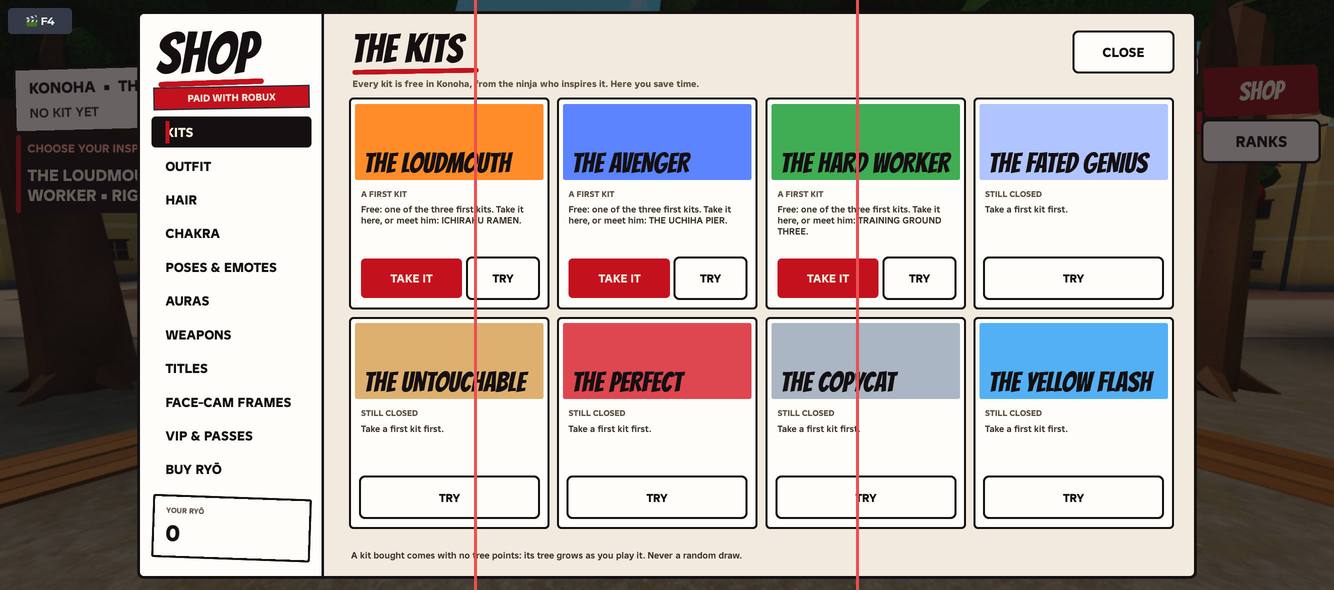 F4
KONOHA ▪ TH
NO KIT YET
CHOOSE YOUR INSP
THE LOUDMOU
WORKER ▪ RIG
SHOP
PAID WITH ROBUX
KITS
OUTFIT
HAIR
CHAKRA
POSES & EMOTES
AURAS
WEAPONS
TITLES
FACE-CAM FRAMES
VIP & PASSES
BUY RYŌ
YOUR RYŌ
0
THE KITS
Every kit is free in Konoha, from the ninja who inspires it. Here you save time.
CLOSE
THE LOUDMOUTH
A FIRST KIT
Free: one of the three first kits. Take it
here, or meet him: ICHIRAKU RAMEN.
TAKE IT
TRY
THE AVENGER
A FIRST KIT
Free: one of the three first kits. Take it
here, or meet him: THE UCHIHA PIER.
TAKE IT
TRY
THE HARD WORKER
A FIRST KIT
Free: one of the three first kits. Take it
here, or meet him: TRAINING GROUND
THREE.
TAKE IT
TRY
THE FATED GENIUS
STILL CLOSED
Take a first kit first.
TRY
THE UNTOUCHABLE
STILL CLOSED
Take a first kit first.
TRY
THE PERFECT
STILL CLOSED
Take a first kit first.
TRY
THE COPYCAT
STILL CLOSED
Take a first kit first.
TRY
THE YELLOW FLASH
STILL CLOSED
Take a first kit first.
TRY
A kit bought comes with no tree points: its tree grows as you play it. Never a random draw.
SHOP
RANKS